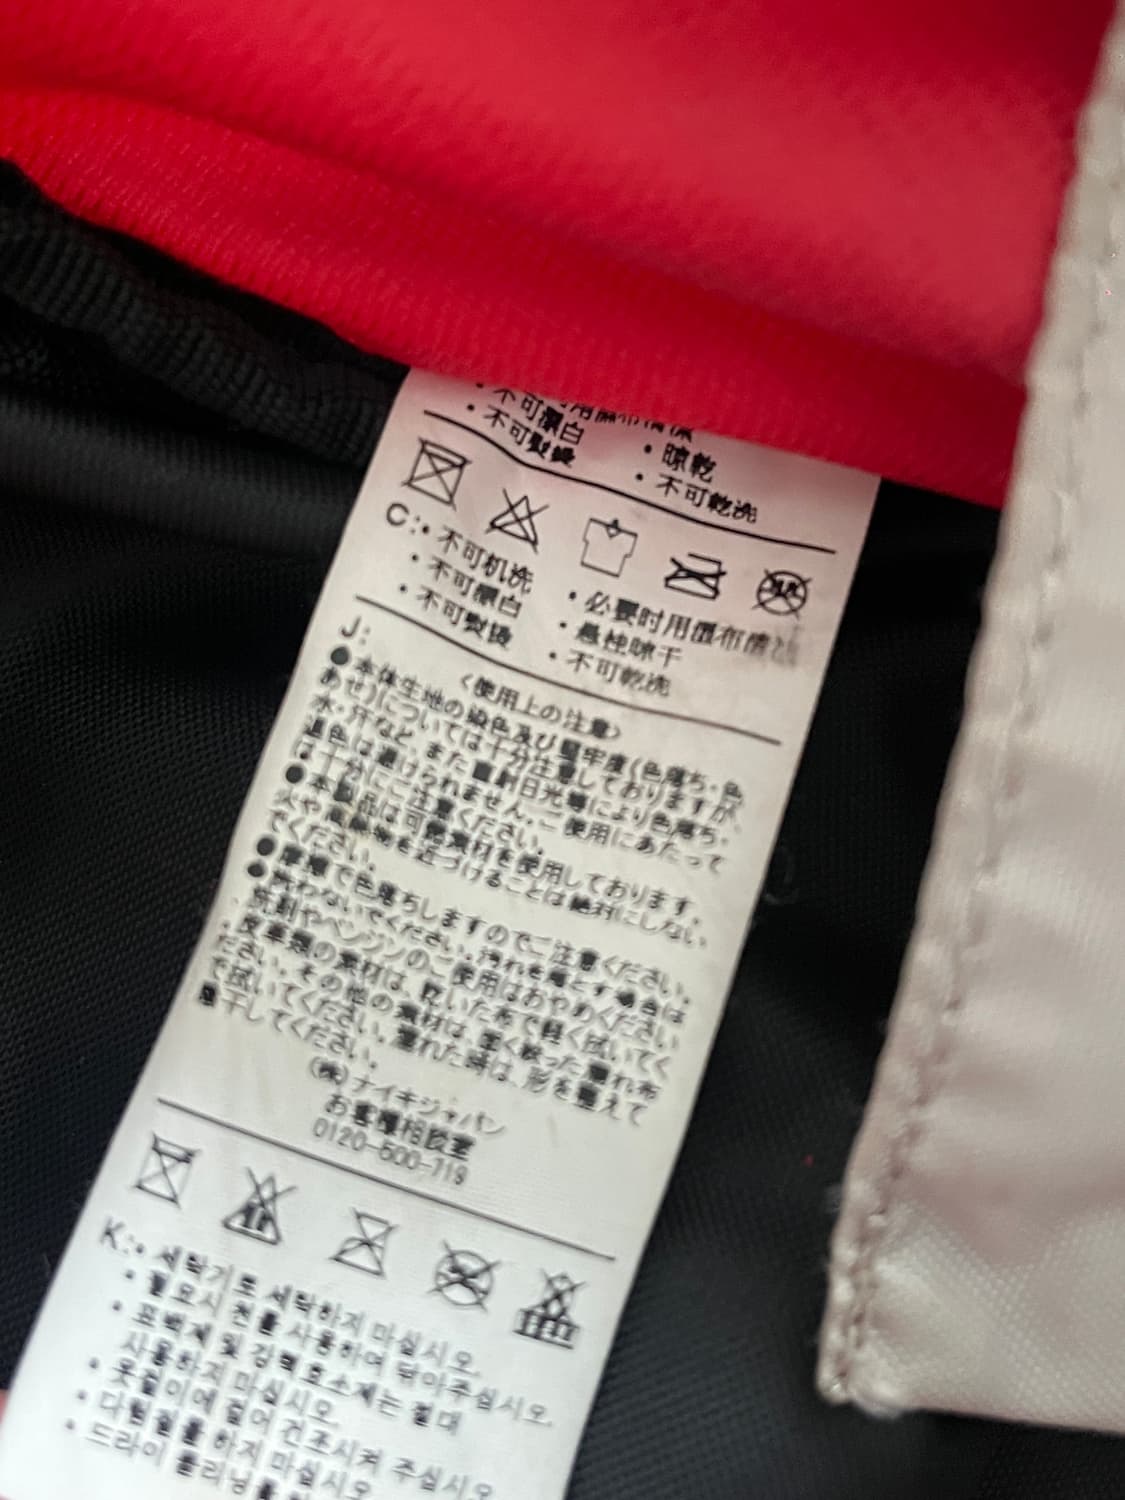 • 不可漂白
• 晾乾
• 不可熨燙
• 不可乾洗
C: • 不可机洗
• 必要时用濕布
• 不可漂白
• 悬挂晾干
• 不可熨燙
• 不可乾洗
J:
〈使用上の注意〉
●本体生地の染色及び堅牢度(色落ち・色
あせ)については十分注意しておりますが、
水・汗など、また直射日光等により色落ち・
退色は避けられません。ご使用にあたって
は十分にご注意ください。
●本製品は可燃素材を使用しております。
火や高熱物を近づけることは絶対にしない
でください。
●摩擦で色落ちしますのでご注意ください。
●洗わないでください。汚れを落とす場合は
・洗剤やベンジンのご使用はおやめください
・皮革類の素材は、乾いた布で軽く拭いてく
ださい。その他の素材は、固く絞った濡れ布
で拭いてください。濡れた時は、形を整えて
陰干してください。
(株)ナイキジャパン
お客様相談室
0120-500-719
K: • 세탁기로 세탁하지 마십시오.
• 필요시 천을 사용하여 닦아주십시오.
• 표백제 및 강력효소제는 절대
사용하지 마십시오.
• 옷걸이에 걸어 건조시켜 주십시오
• 다림질을 하지 마십시오
• 드라이 클리닝을 하지